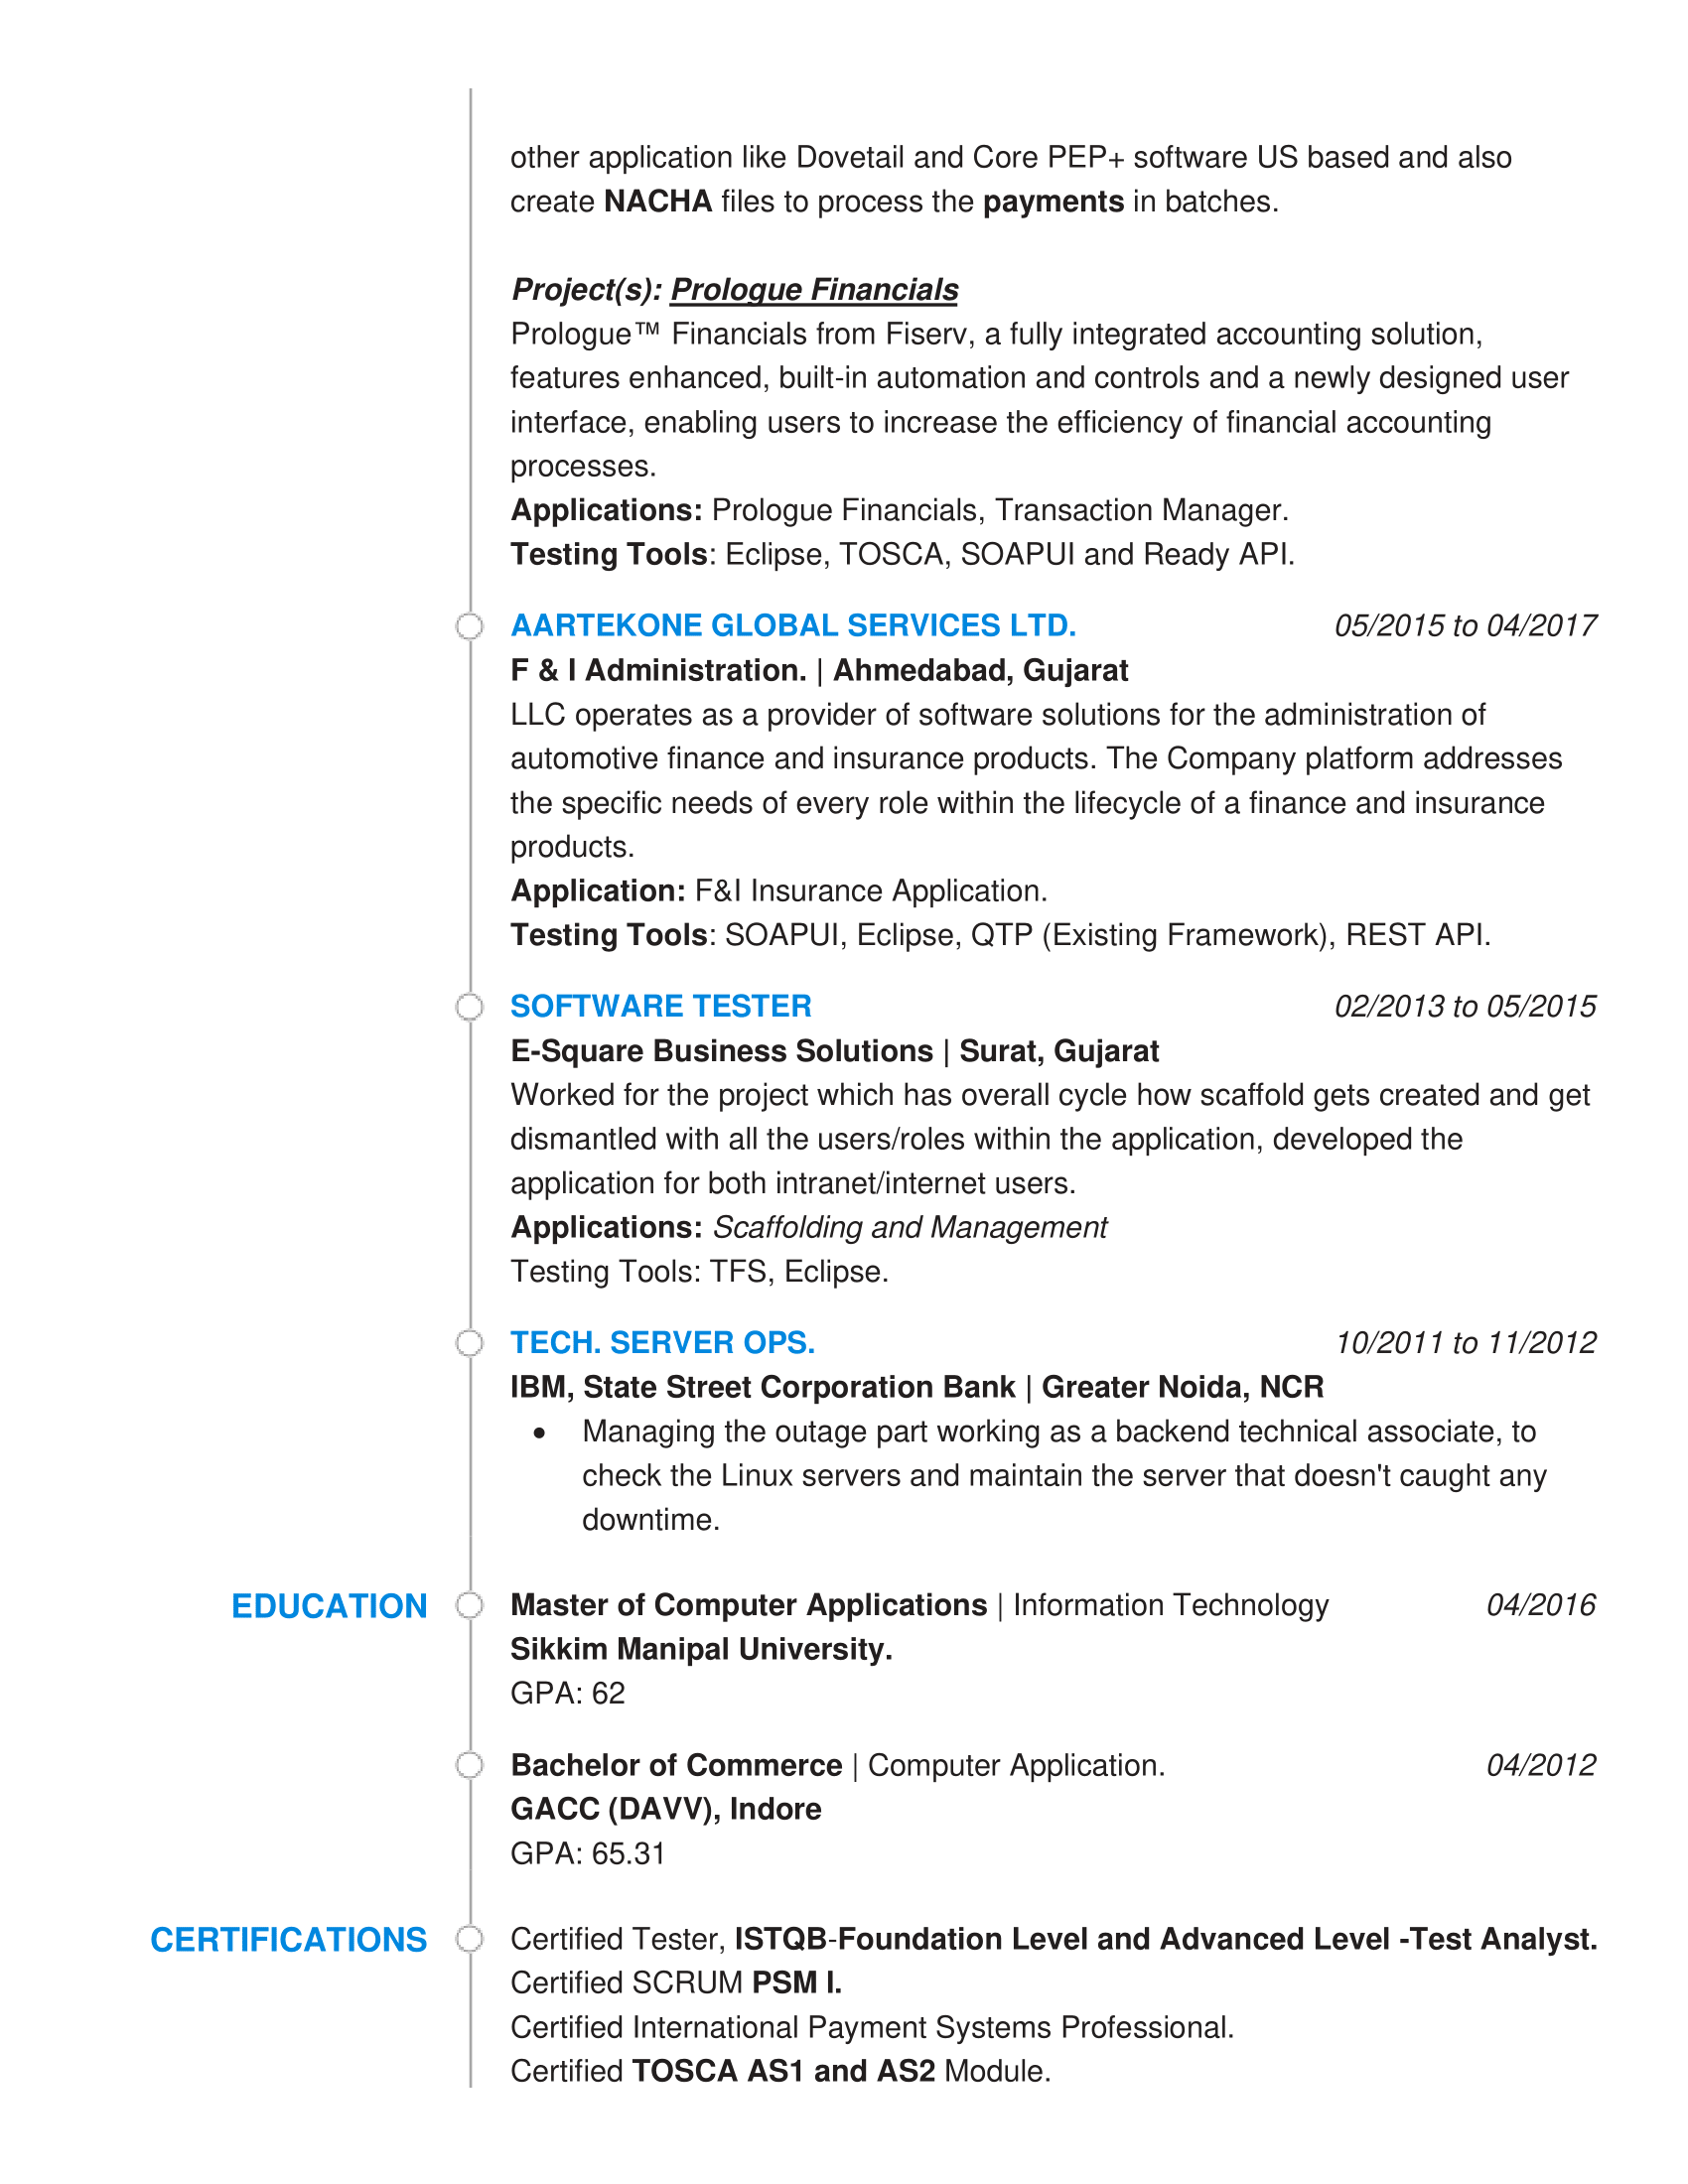 other application like Dovetail and Core PEP+ software US based and also
create NACHA files to process the payments in batches.
Project(s): Prologue Financials
Prologue™ Financials from Fiserv, a fully integrated accounting solution,
features enhanced, built-in automation and controls and a newly designed user
interface, enabling users to increase the efficiency of financial accounting
processes.
Applications: Prologue Financials, Transaction Manager.
Testing Tools: Eclipse, TOSCA, SOAPUI and Ready API.
AARTEKONE GLOBAL SERVICES LTD. 05/2015 to 04/2017
F & I Administration. | Ahmedabad, Gujarat
LLC operates as a provider of software solutions for the administration of
automotive finance and insurance products. The Company platform addresses
the specific needs of every role within the lifecycle of a finance and insurance
products.
Application: F&I Insurance Application.
Testing Tools: SOAPUI, Eclipse, QTP (Existing Framework), REST API.
SOFTWARE TESTER 02/2013 to 05/2015
E-Square Business Solutions | Surat, Gujarat
Worked for the project which has overall cycle how scaffold gets created and get
dismantled with all the users/roles within the application, developed the
application for both intranet/internet users.
Applications: Scaffolding and Management
Testing Tools: TFS, Eclipse.
TECH. SERVER OPS. 10/2011 to 11/2012
IBM, State Street Corporation Bank | Greater Noida, NCR
• Managing the outage part working as a backend technical associate, to
check the Linux servers and maintain the server that doesn't caught any
downtime.
EDUCATION Master of Computer Applications | Information Technology 04/2016
Sikkim Manipal University.
GPA: 62
Bachelor of Commerce | Computer Application. 04/2012
GACC (DAVV), Indore
GPA: 65.31
CERTIFICATIONS Certified Tester, ISTQB-Foundation Level and Advanced Level -Test Analyst.
Certified SCRUM PSM I.
Certified International Payment Systems Professional.
Certified TOSCA AS1 and AS2 Module.